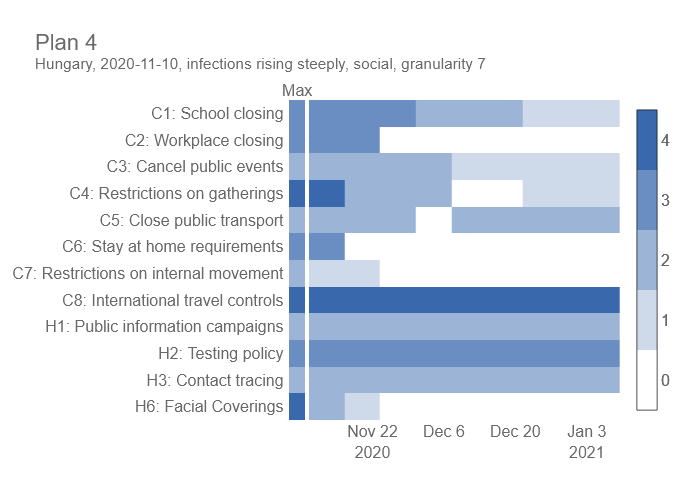 Plan 4
Hungary, 2020-11-10, infections rising steeply, social, granularity 7
Max
C1: School closing
C2: Workplace closing
C3: Cancel public events
C4: Restrictions on gatherings
C5: Close public transport
C6: Stay at home requirements
C7: Restrictions on internal movement
C8: International travel controls
H1: Public information campaigns
H2: Testing policy
H3: Contact tracing
H6: Facial Coverings
Nov 22 Dec 6 Dec 20 Jan 3
2020 2021
4
3
2
1
0